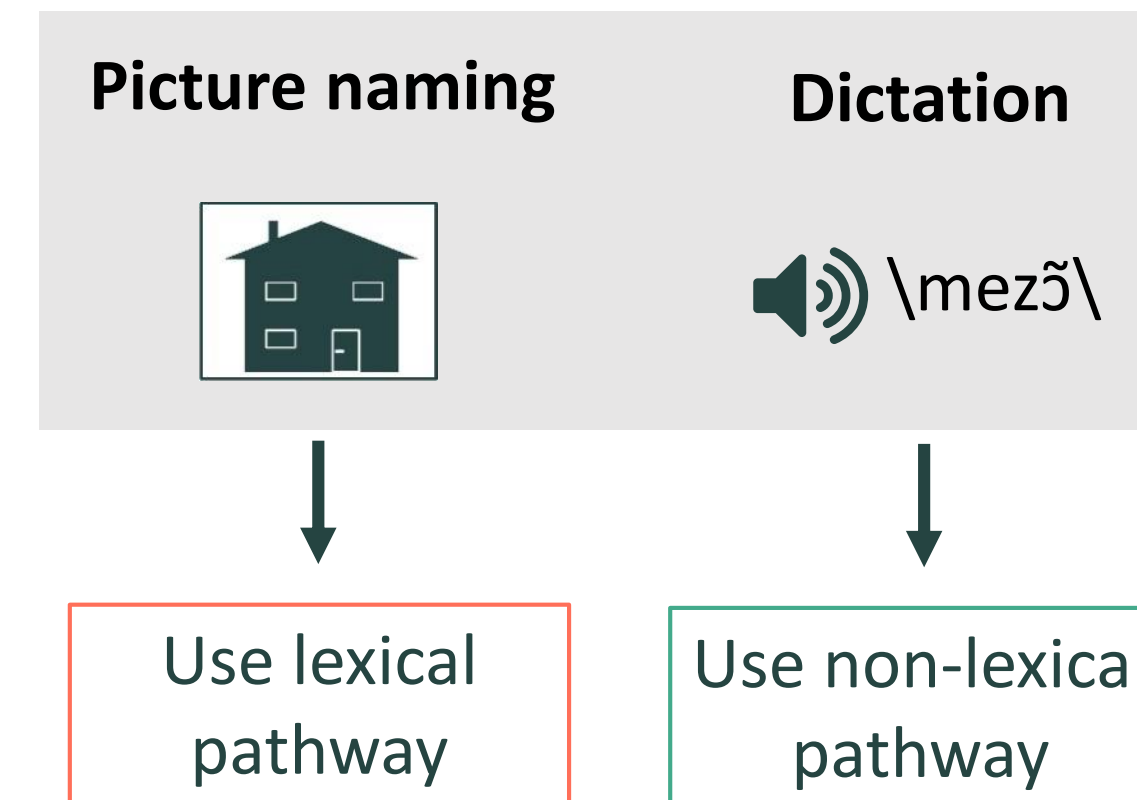 Picture naming
Dictation
\mezɔ̃\
Use lexical
pathway
Use non-lexica
pathway